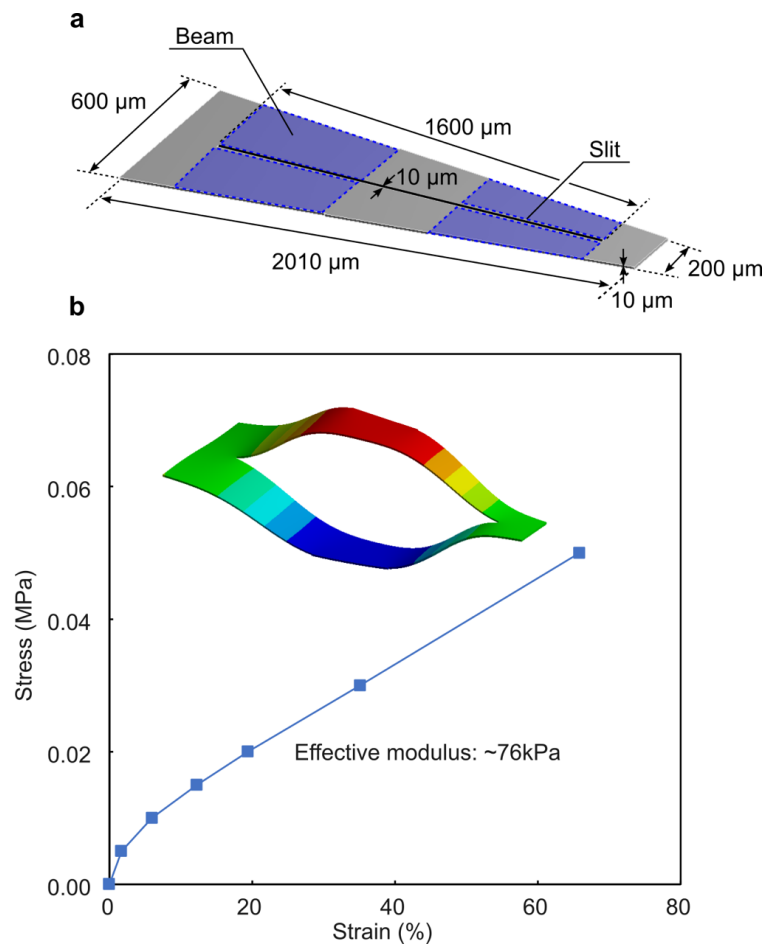 a
Beam
600 µm
1600 µm
Slit
10 µm
2010 µm
200 µm
10 µm
b
0.08
0.06
0.04
0.02
0.00
Stress (MPa)
Effective modulus: ~76kPa
0
20
40
60
80
Strain (%)